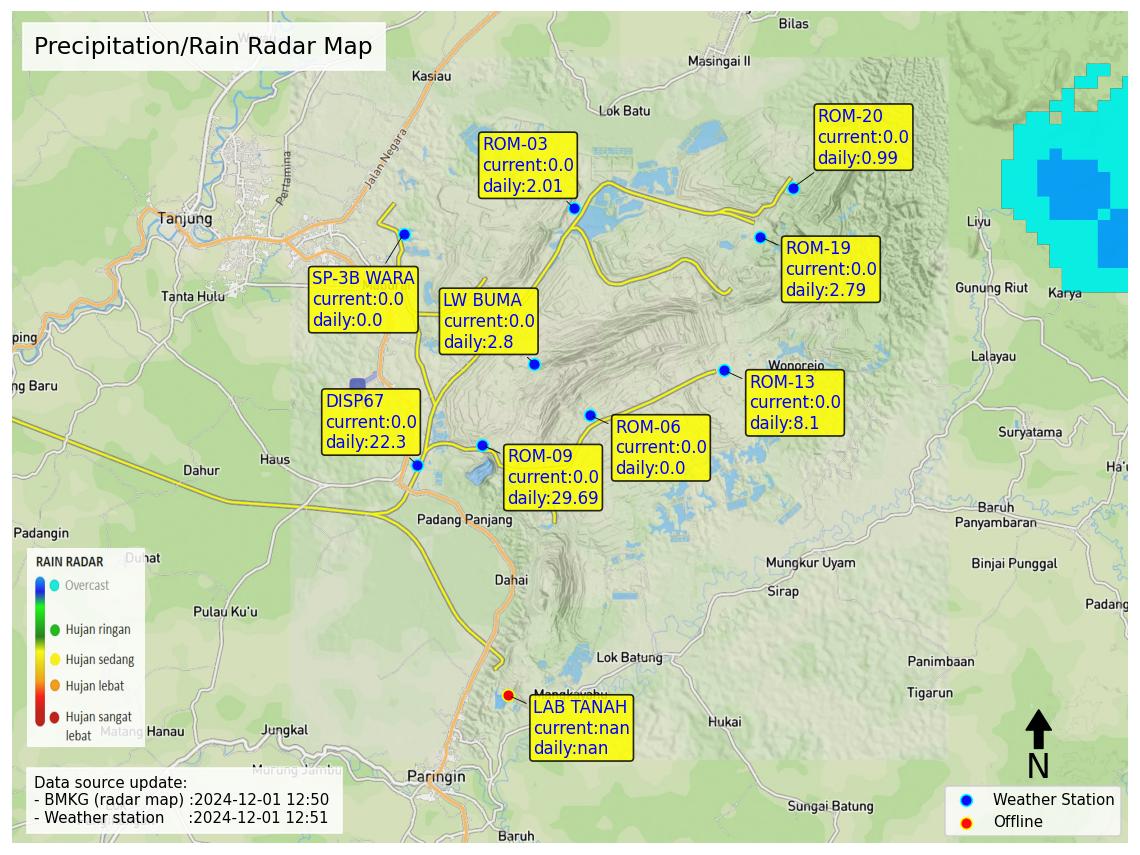 Precipitation/Rain Radar Map
Bilas
Masingai II
Kasiau
Lok Batu
Jalan Negara
Pertamina
Tanjung
ROM-20
current:0.0
daily:0.99
ROM-03
current:0.0
daily:2.01
Liyu
ROM-19
current:0.0
daily:2.79
SP-3B WARA
current:0.0
daily:0.0
LW BUMA
current:0.0
daily:2.8
Tanta Hulu
Gunung Riut
Karya
ping
Lalayau
Wonorejo
ng Baru
ROM-13
current:0.0
daily:8.1
DISP67
current:0.0
daily:22.3
ROM-06
current:0.0
daily:0.0
Suryatama
ROM-09
current:0.0
daily:29.69
Haus
Dahur
Ha'u
Baruh
Panyambaran
Padang Panjang
Padangin
Duhat
Binjai Punggal
Mungkur Uyam
Dahai
Sirap
Padang
Pulau Ku'u
RAIN RADAR
Overcast
Hujan ringan
Hujan sedang
Hujan lebat
Hujan sangat
lebat
Lok Batung
Panimbaan
Tigarun
Mangkayahu
LAB TANAH
current:nan
daily:nan
Hukai
Matang Hanau
Jungkal
Murung Jambu
Paringin
N
Sungai Batung
Baruh
Data source update:
- BMKG (radar map) :2024-12-01 12:50
- Weather station :2024-12-01 12:51
Weather Station
Offline